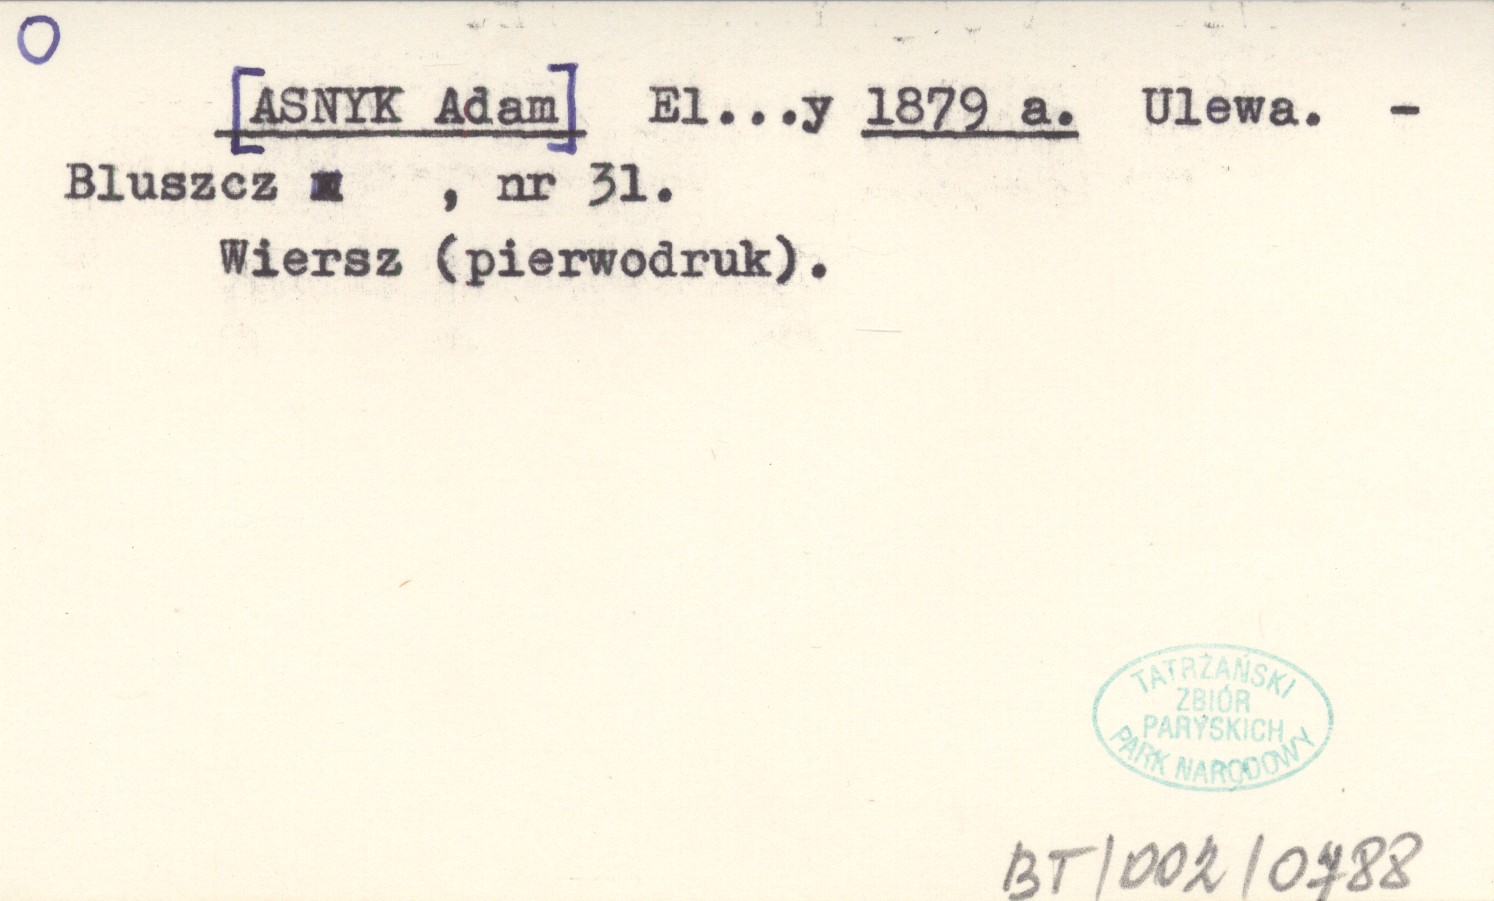 O
[ASNYK Adam] El...y 1879 a. Ulewa. -
Bluszcz , nr 31.
Wiersz (pierwodruk).
TATRZAŃSKI
ZBIÓR
PARYSKICH
PARK NARODOWY
BT/002/0788